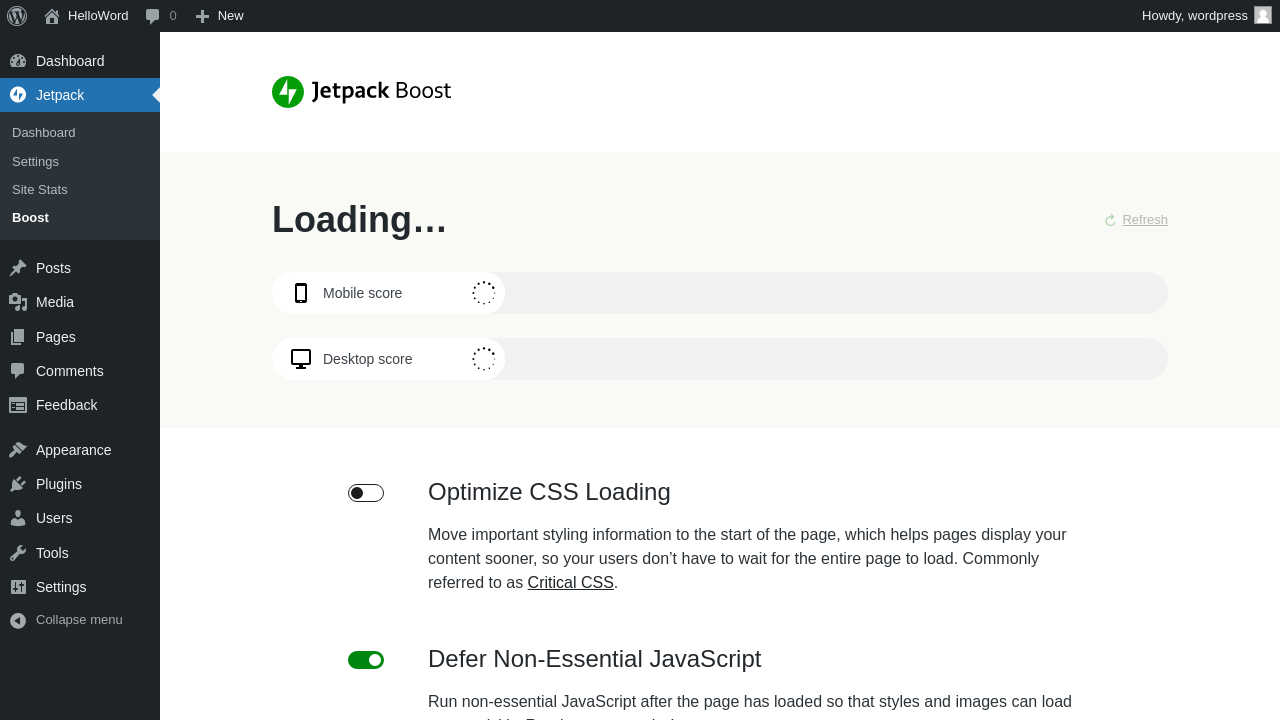 HelloWord
0
New
Howdy, wordpress
Dashboard
Jetpack
Dashboard
Settings
Site Stats
Boost
Posts
Media
Pages
Comments
Feedback
Appearance
Plugins
Users
Tools
Settings
Collapse menu
Jetpack Boost
Loading…
Refresh
Mobile score
Desktop score
Optimize CSS Loading
Move important styling information to the start of the page, which helps pages display your
content sooner, so your users don’t have to wait for the entire page to load. Commonly
referred to as Critical CSS.
Defer Non-Essential JavaScript
Run non-essential JavaScript after the page has loaded so that styles and images can load